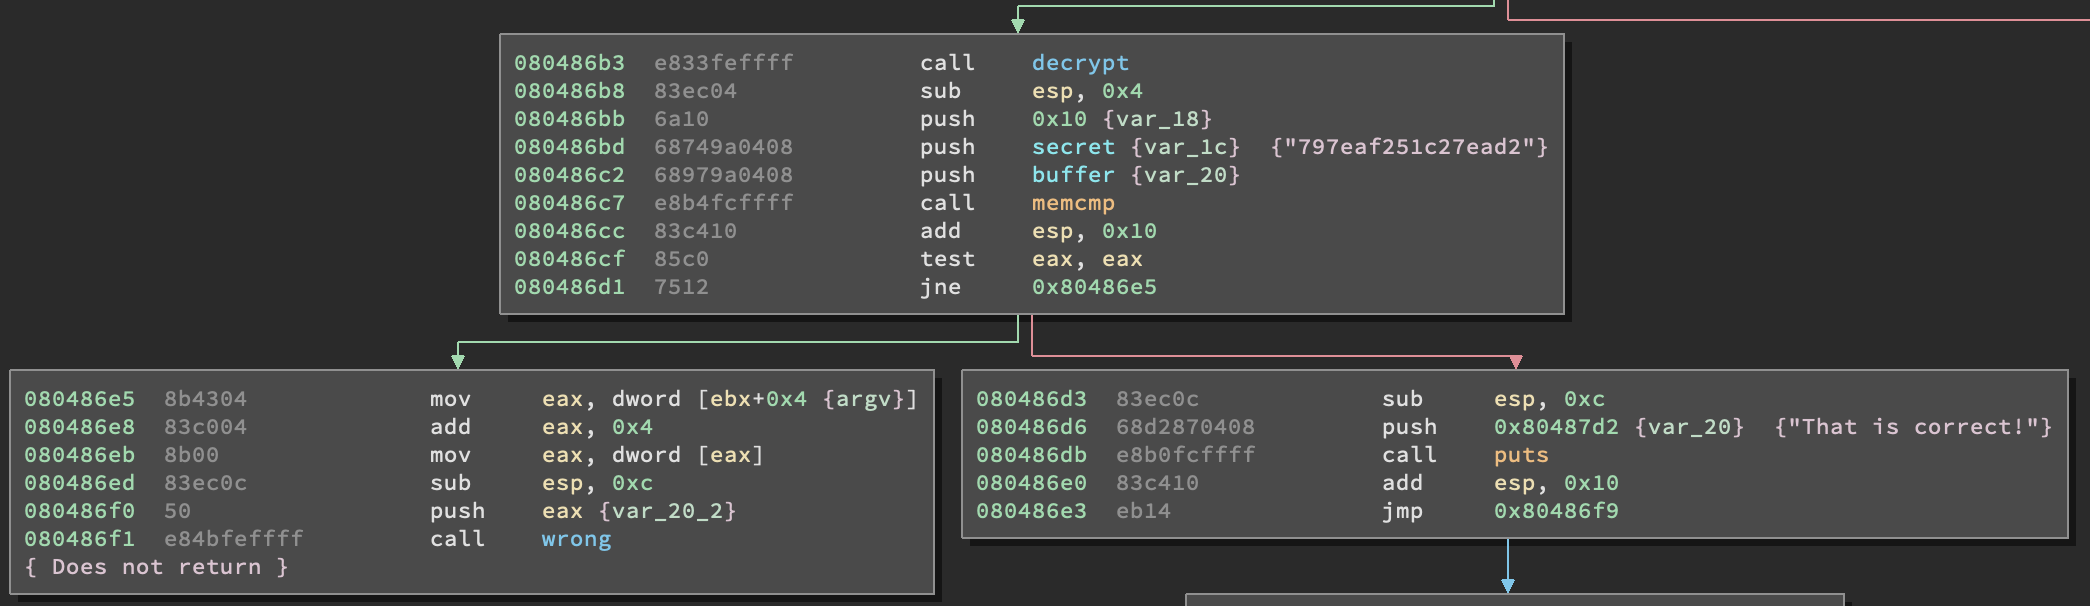 080486b3 e833feffff call decrypt
080486b8 83ec04 sub esp, 0x4
080486bb 6a10 push 0x10 {var_18}
080486bd 68749a0408 push secret {var_1c} {"797eaf251c27ead2"}
080486c2 68979a0408 push buffer {var_20}
080486c7 e8b4fcffff call memcmp
080486cc 83c410 add esp, 0x10
080486cf 85c0 test eax, eax
080486d1 7512 jne 0x80486e5
080486e5 8b4304 mov eax, dword [ebx+0x4 {argv}]
080486e8 83c004 add eax, 0x4
080486eb 8b00 mov eax, dword [eax]
080486ed 83ec0c sub esp, 0xc
080486f0 50 push eax {var_20_2}
080486f1 e84bfeffff call wrong
{ Does not return }
080486d3 83ec0c sub esp, 0xc
080486d6 68d2870408 push 0x80487d2 {var_20} {"That is correct!"}
080486db e8b0fcffff call puts
080486e0 83c410 add esp, 0x10
080486e3 eb14 jmp 0x80486f9